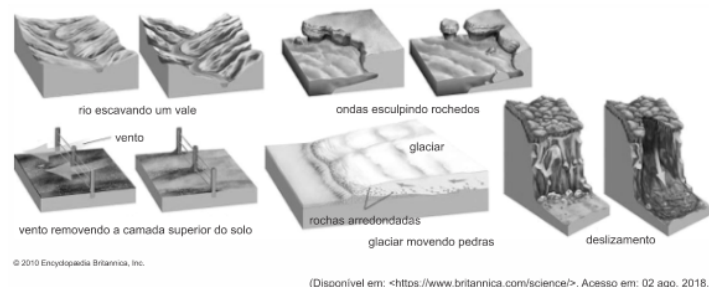 rio escavando um vale
ondas esculpindo rochedos
vento
vento removendo a camada superior do solo
glaciar
rochas arredondadas
glaciar movendo pedras
deslizamento
© 2010 Encyclopædia Britannica, Inc.
(Disponível em: <https://www.britannica.com/science/>. Acesso em: 02 ago. 2018.